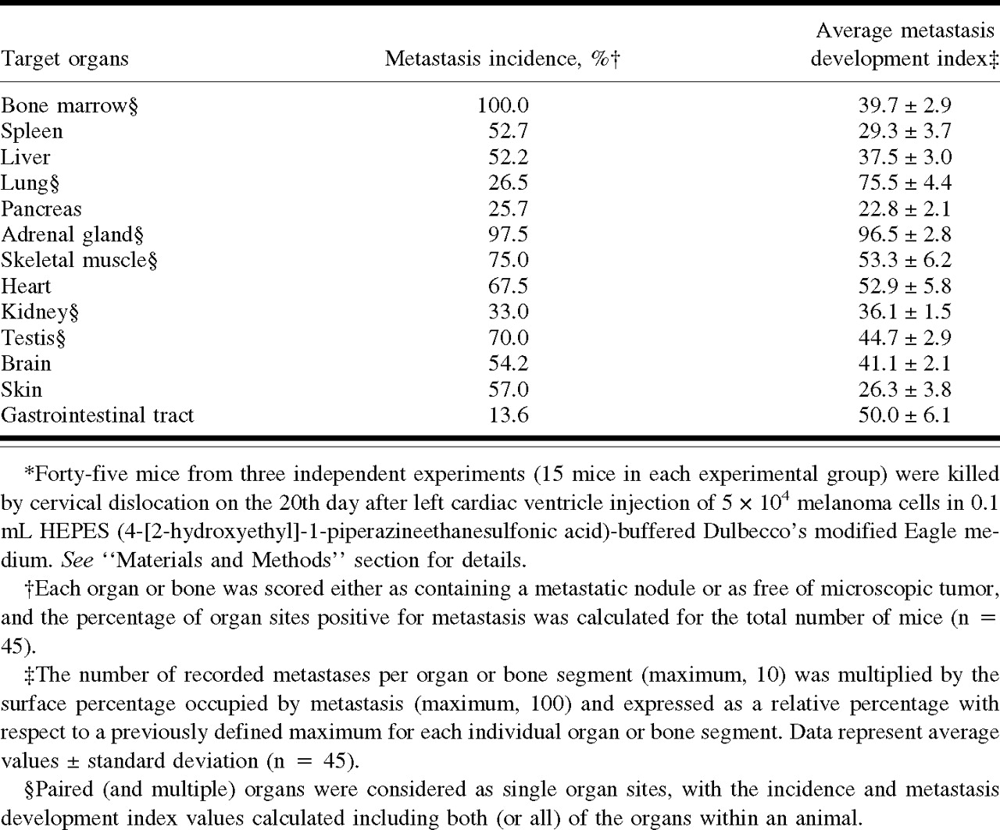 Target organs Metastasis incidence, %† Average metastasis development index‡
Bone marrow§ 100.0 39.7 ± 2.9
Spleen 52.7 29.3 ± 3.7
Liver 52.2 37.5 ± 3.0
Lung§ 26.5 75.5 ± 4.4
Pancreas 25.7 22.8 ± 2.1
Adrenal gland§ 97.5 96.5 ± 2.8
Skeletal muscle§ 75.0 53.3 ± 6.2
Heart 67.5 52.9 ± 5.8
Kidney§ 33.0 36.1 ± 1.5
Testis§ 70.0 44.7 ± 2.9
Brain 54.2 41.1 ± 2.1
Skin 57.0 26.3 ± 3.8
Gastrointestinal tract 13.6 50.0 ± 6.1
*Forty-five mice from three independent experiments (15 mice in each experimental group) were killed
by cervical dislocation on the 20th day after left cardiac ventricle injection of 5 × 10⁴ melanoma cells in 0.1
mL HEPES (4-[2-hydroxyethyl]-1-piperazineethanesulfonic acid)-buffered Dulbecco's modified Eagle me-
dium. See ‘‘Materials and Methods’’ section for details.
†Each organ or bone was scored either as containing a metastatic nodule or as free of microscopic tumor,
and the percentage of organ sites positive for metastasis was calculated for the total number of mice (n =
45).
‡The number of recorded metastases per organ or bone segment (maximum, 10) was multiplied by the
surface percentage occupied by metastasis (maximum, 100) and expressed as a relative percentage with
respect to a previously defined maximum for each individual organ or bone segment. Data represent average
values ± standard deviation (n = 45).
§Paired (and multiple) organs were considered as single organ sites, with the incidence and metastasis
development index values calculated including both (or all) of the organs within an animal.